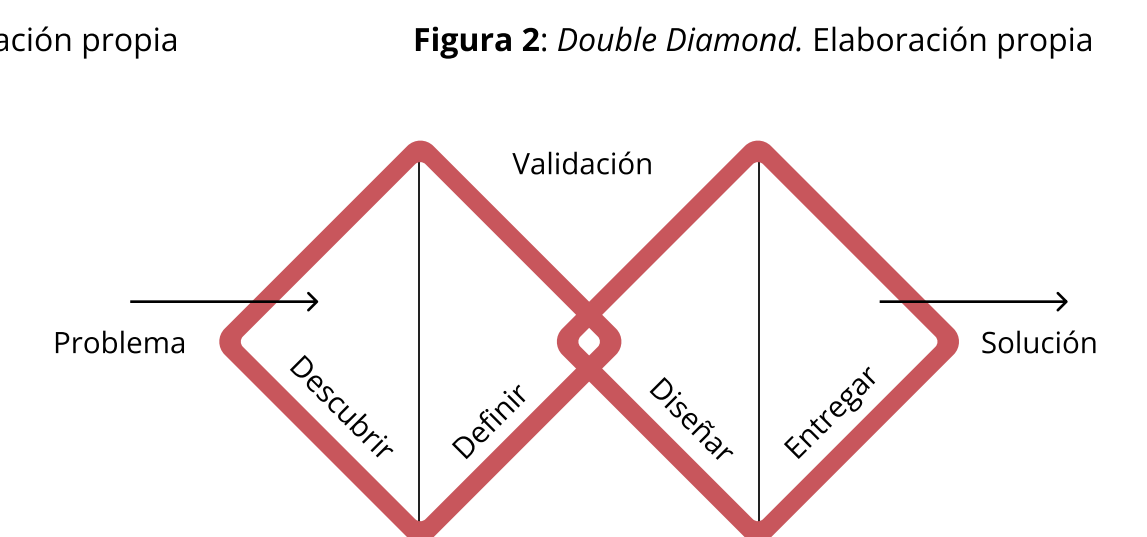 ación propia
Figura 2: Double Diamond. Elaboración propia
Validación
Problema
Solución
Descubrir
Definir
Diseñar
Entregar